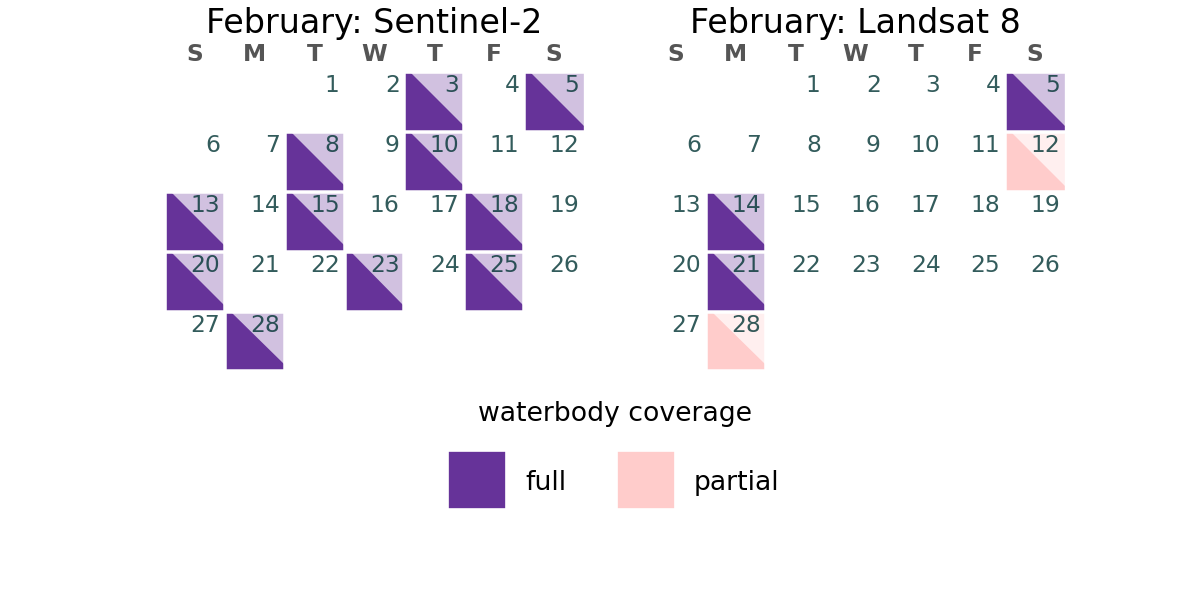 February: Sentinel-2
S M T W T F S
1 2 3 4 5
6 7 8 9 10 11 12
13 14 15 16 17 18 19
20 21 22 23 24 25 26
27 28
February: Landsat 8
S M T W T F S
1 2 3 4 5
6 7 8 9 10 11 12
13 14 15 16 17 18 19
20 21 22 23 24 25 26
27 28
waterbody coverage
full
partial